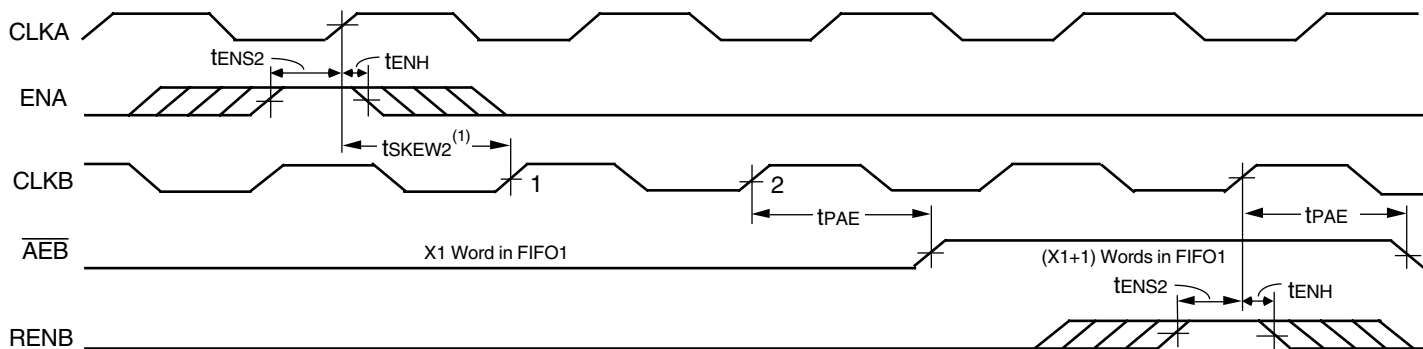 CLKA
tENS2
tENH
ENA
tSKEW2(1)
CLKB
1
2
tPAE
tPAE
AEB
X1 Word in FIFO1
(X1+1) Words in FIFO1
tENS2
tENH
RENB